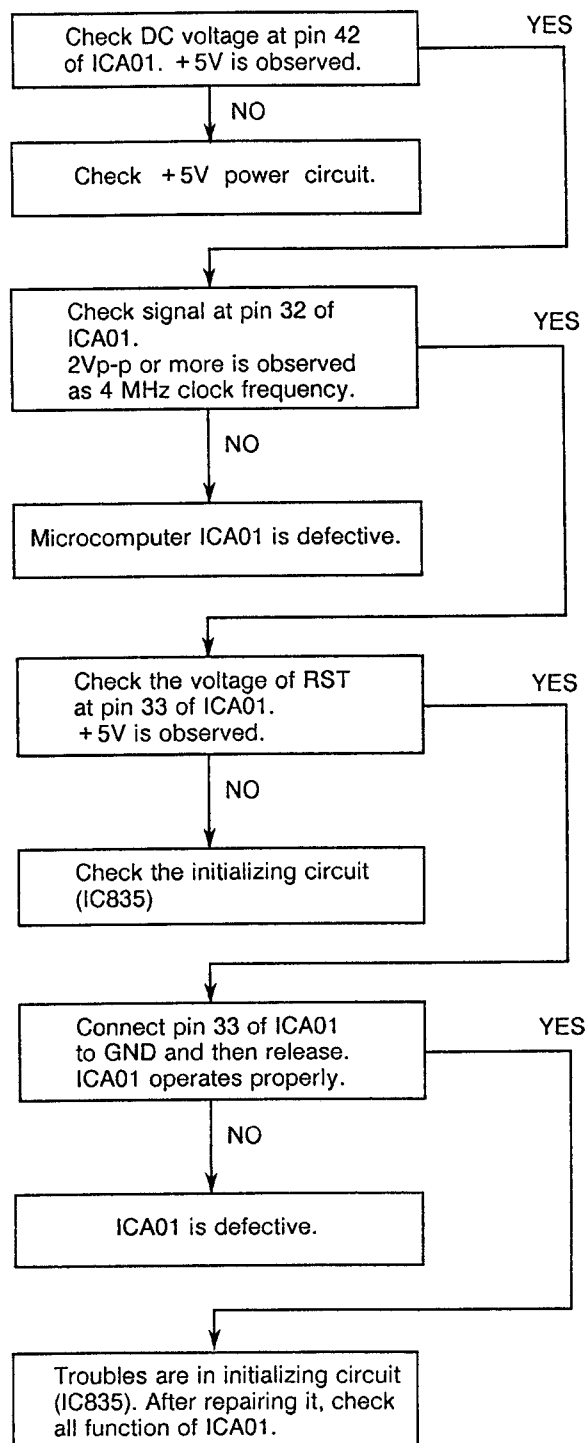 Check DC voltage at pin 42
of ICA01. +5V is observed.
YES
NO
Check +5V power circuit.
Check signal at pin 32 of
ICA01.
2Vp-p or more is observed
as 4 MHz clock frequency.
YES
NO
Microcomputer ICA01 is defective.
Check the voltage of RST
at pin 33 of ICA01.
+5V is observed.
YES
NO
Check the initializing circuit
(IC835)
Connect pin 33 of ICA01
to GND and then release.
ICA01 operates properly.
YES
NO
ICA01 is defective.
Troubles are in initializing circuit
(IC835). After repairing it, check
all function of ICA01.